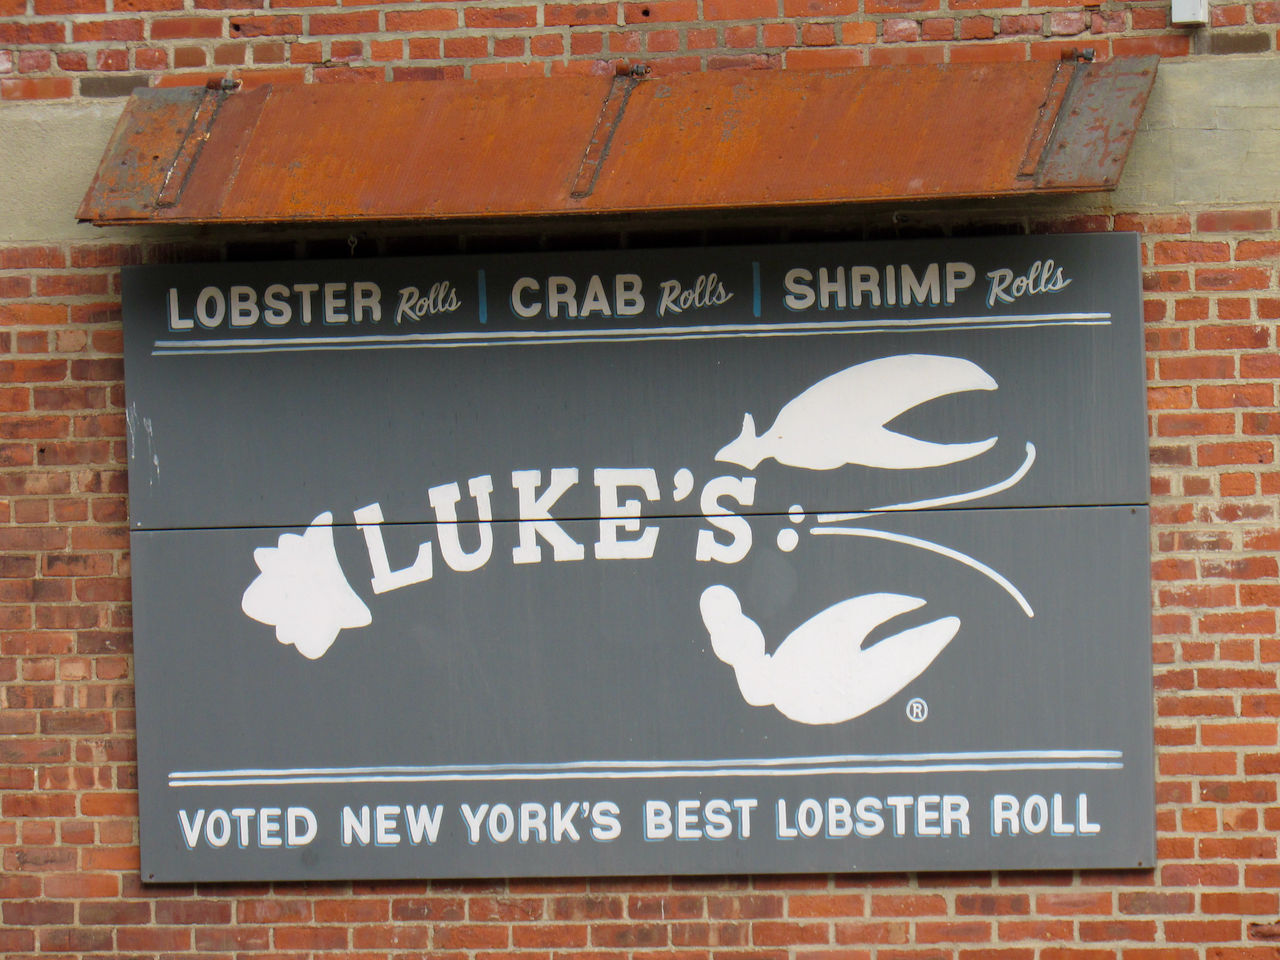 LOBSTER Rolls | CRAB Rolls | SHRIMP Rolls
LUKE'S
®
VOTED NEW YORK'S BEST LOBSTER ROLL